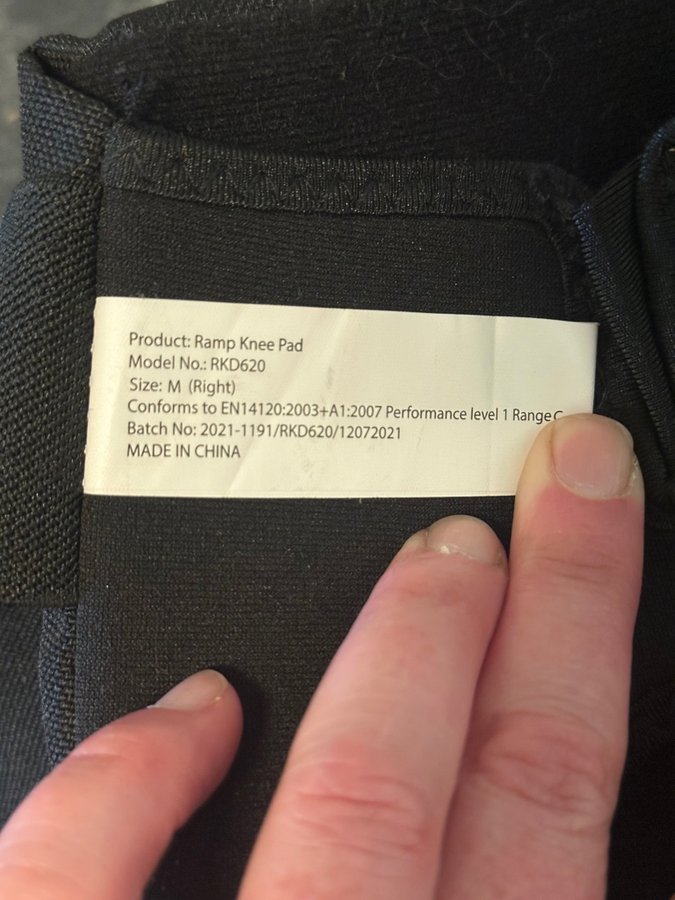 Product: Ramp Knee Pad
Model No.: RKD620
Size: M (Right)
Conforms to EN14120:2003+A1:2007 Performance level 1 Range
Batch No: 2021-1191/RKD620/12072021
MADE IN CHINA